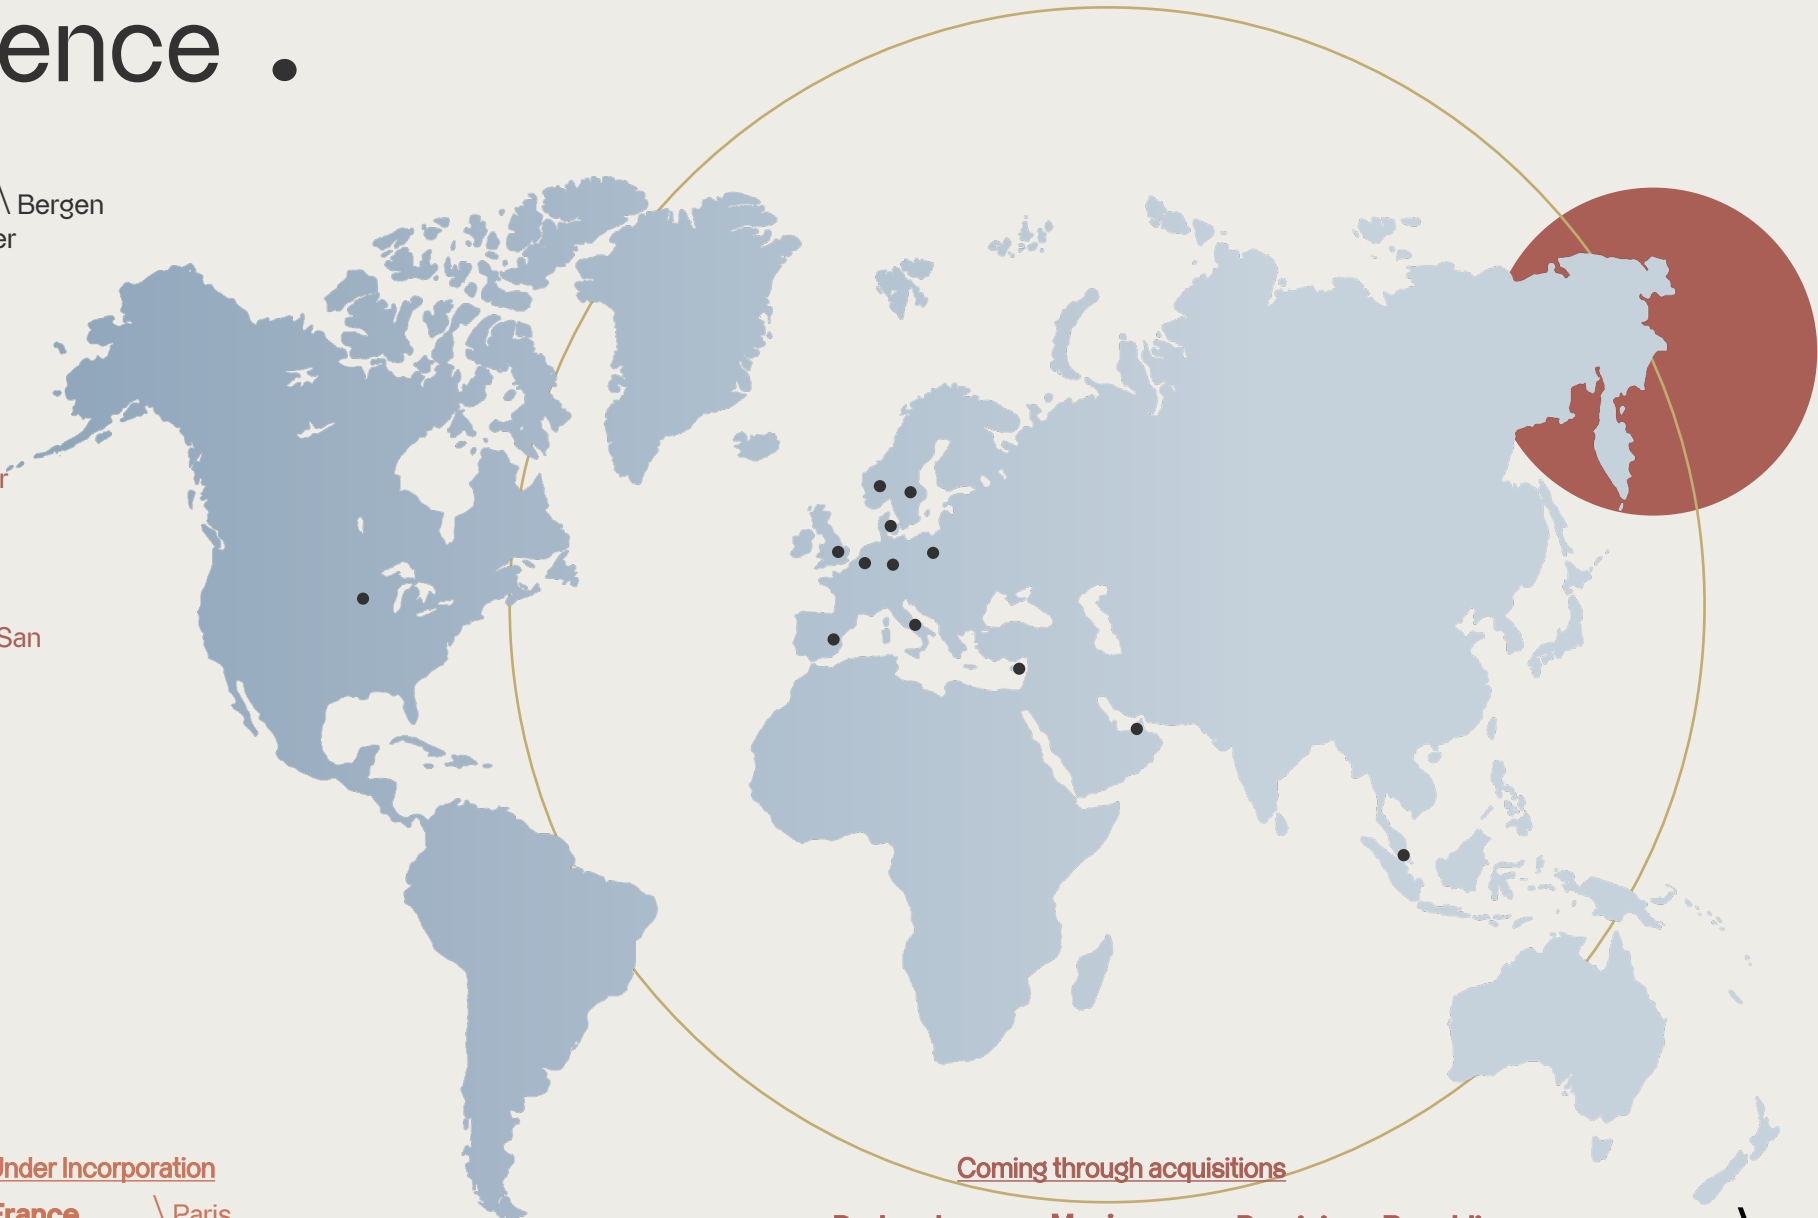 ence .
\ Bergen
er
r
San
Under Incorporation
Coming through acquisitions
France \ Paris